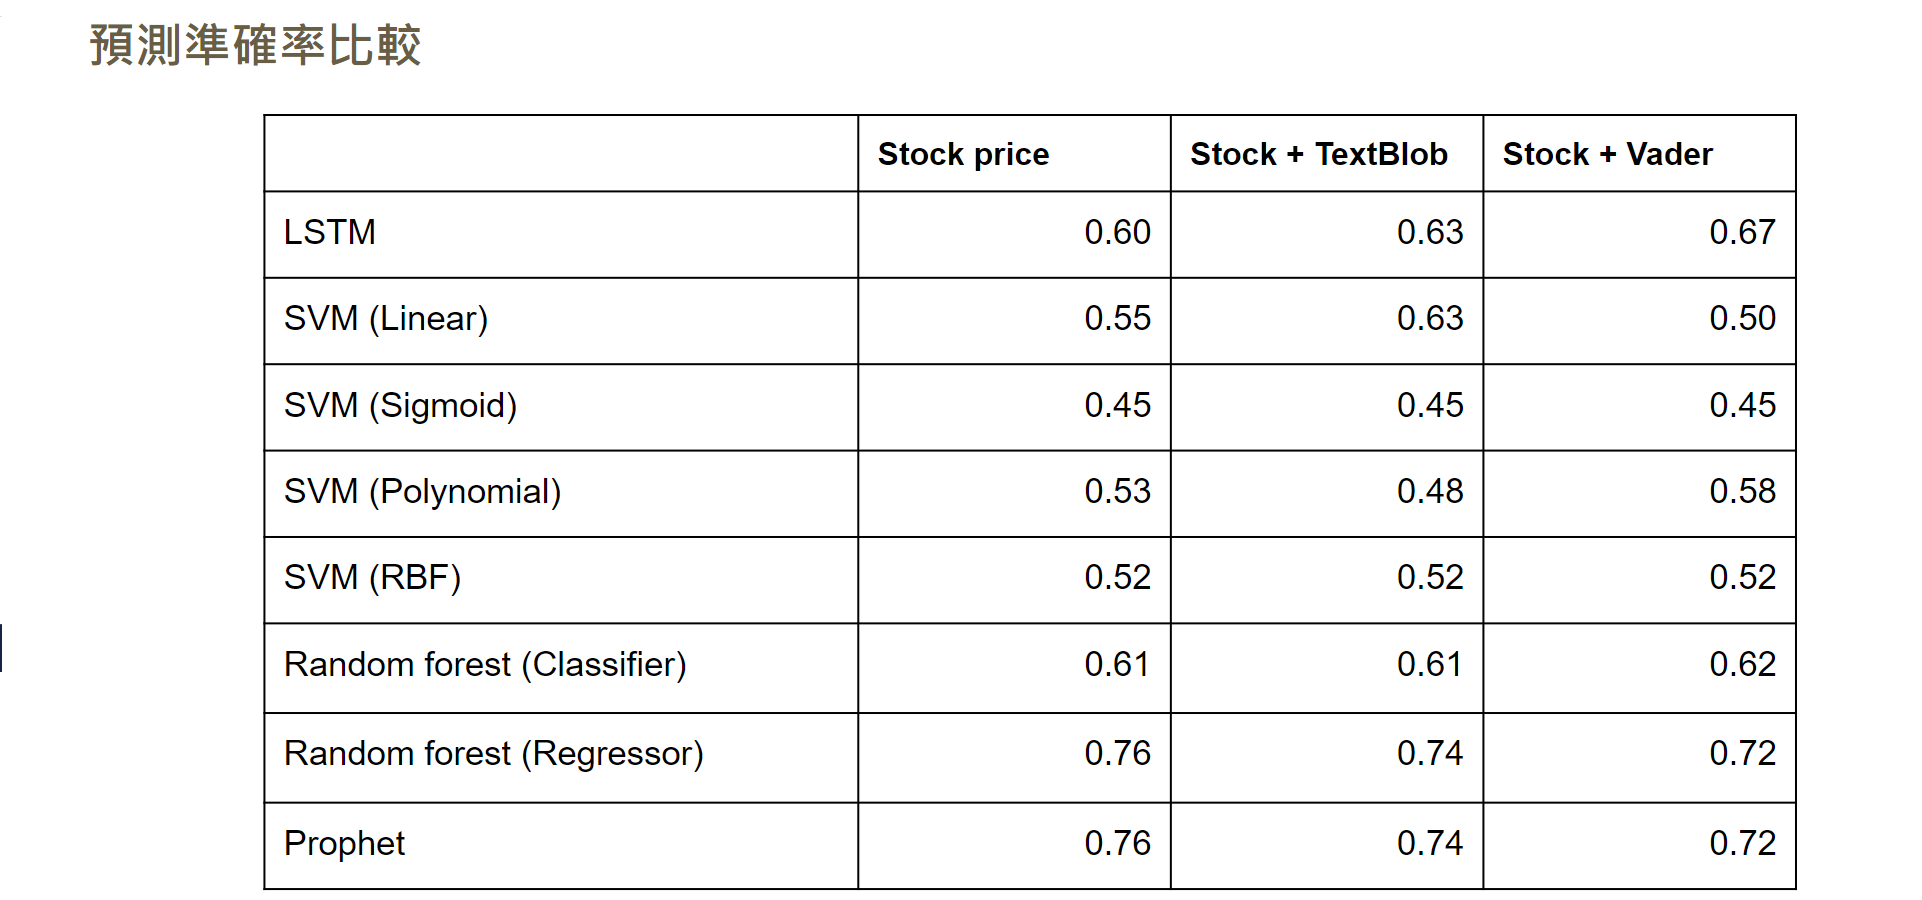 預測準確率比較
Stock price Stock + TextBlob Stock + Vader
LSTM 0.60 0.63 0.67
SVM (Linear) 0.55 0.63 0.50
SVM (Sigmoid) 0.45 0.45 0.45
SVM (Polynomial) 0.53 0.48 0.58
SVM (RBF) 0.52 0.52 0.52
Random forest (Classifier) 0.61 0.61 0.62
Random forest (Regressor) 0.76 0.74 0.72
Prophet 0.76 0.74 0.72